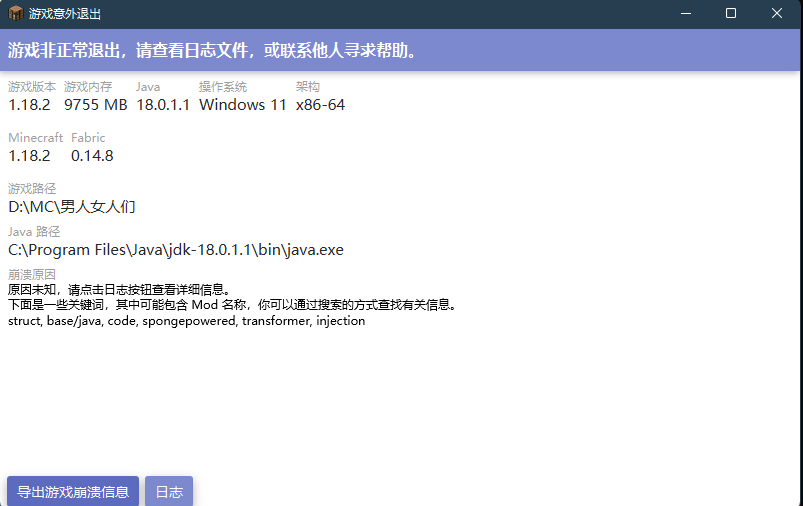 游戏意外退出
游戏非正常退出，请查看日志文件，或联系他人寻求帮助。
游戏版本 游戏内存 Java 操作系统 架构
1.18.2 9755 MB 18.0.1.1 Windows 11 x86-64
Minecraft Fabric
1.18.2 0.14.8
游戏路径
D:\MC\男人女人们
Java 路径
C:\Program Files\Java\jdk-18.0.1.1\bin\java.exe
崩溃原因
原因未知，请点击日志按钮查看详细信息。
下面是一些关键词，其中可能包含 Mod 名称，你可以通过搜索的方式查找有关信息。
struct, base/java, code, spongepowered, transformer, injection
导出游戏崩溃信息 日志